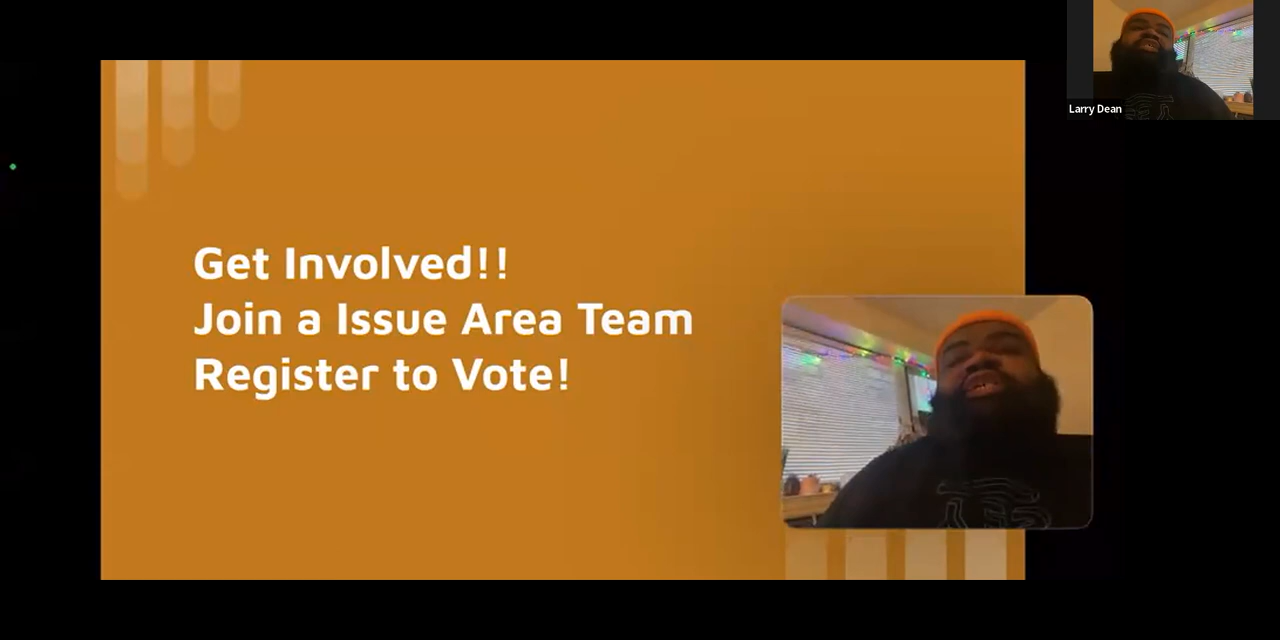 Get Involved!!
Join a Issue Area Team
Register to Vote!
Larry Dean